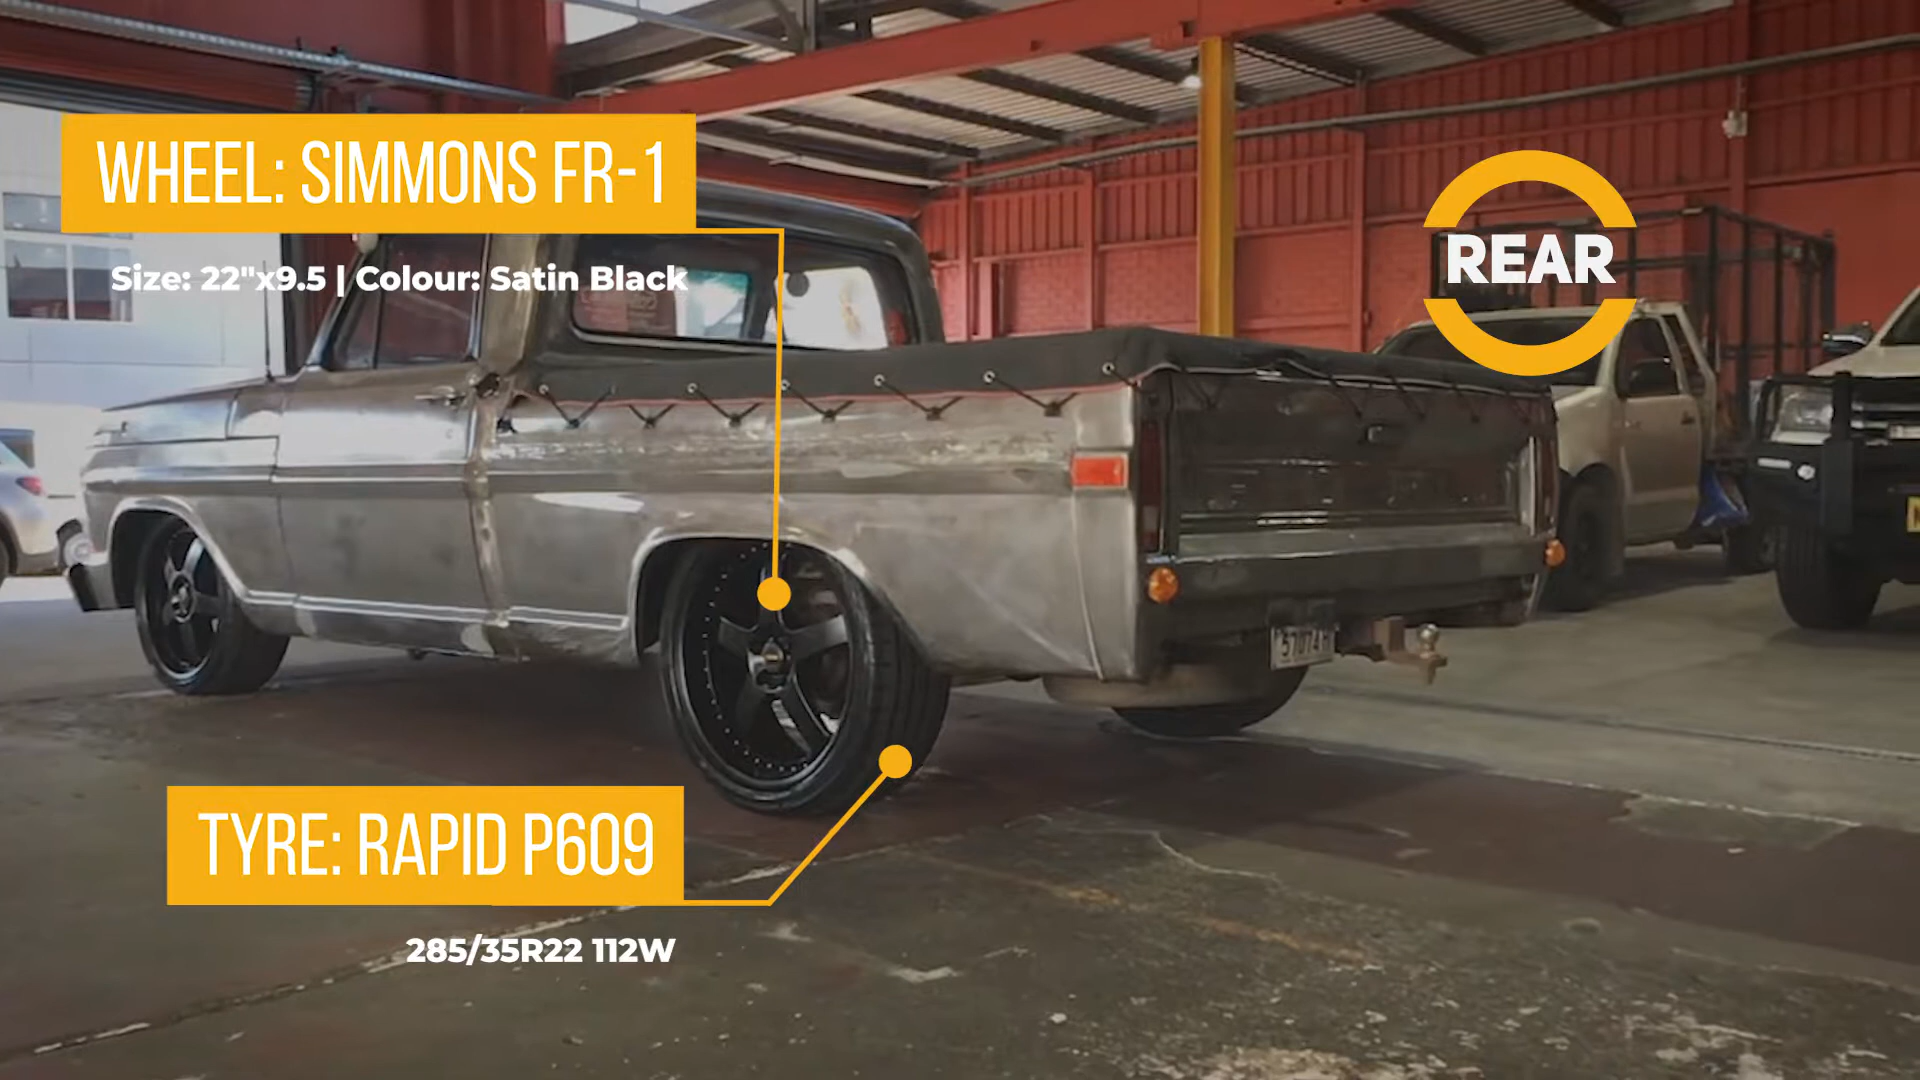 WHEEL: SIMMONS FR-1
Size: 22"x9.5 | Colour: Satin Black
REAR
TYRE: RAPID P609
285/35R22 112W